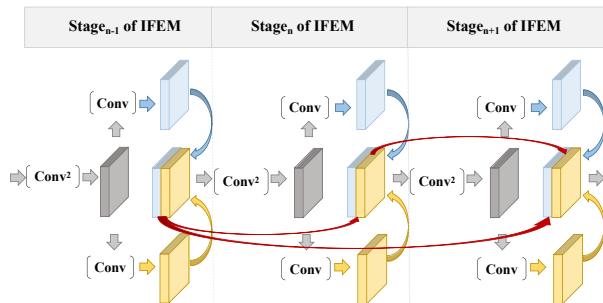 Stageₙ₋₁ of IFEM Stageₙ of IFEM Stageₙ₊₁ of IFEM
Conv Conv Conv
Conv² Conv² Conv²
Conv Conv Conv